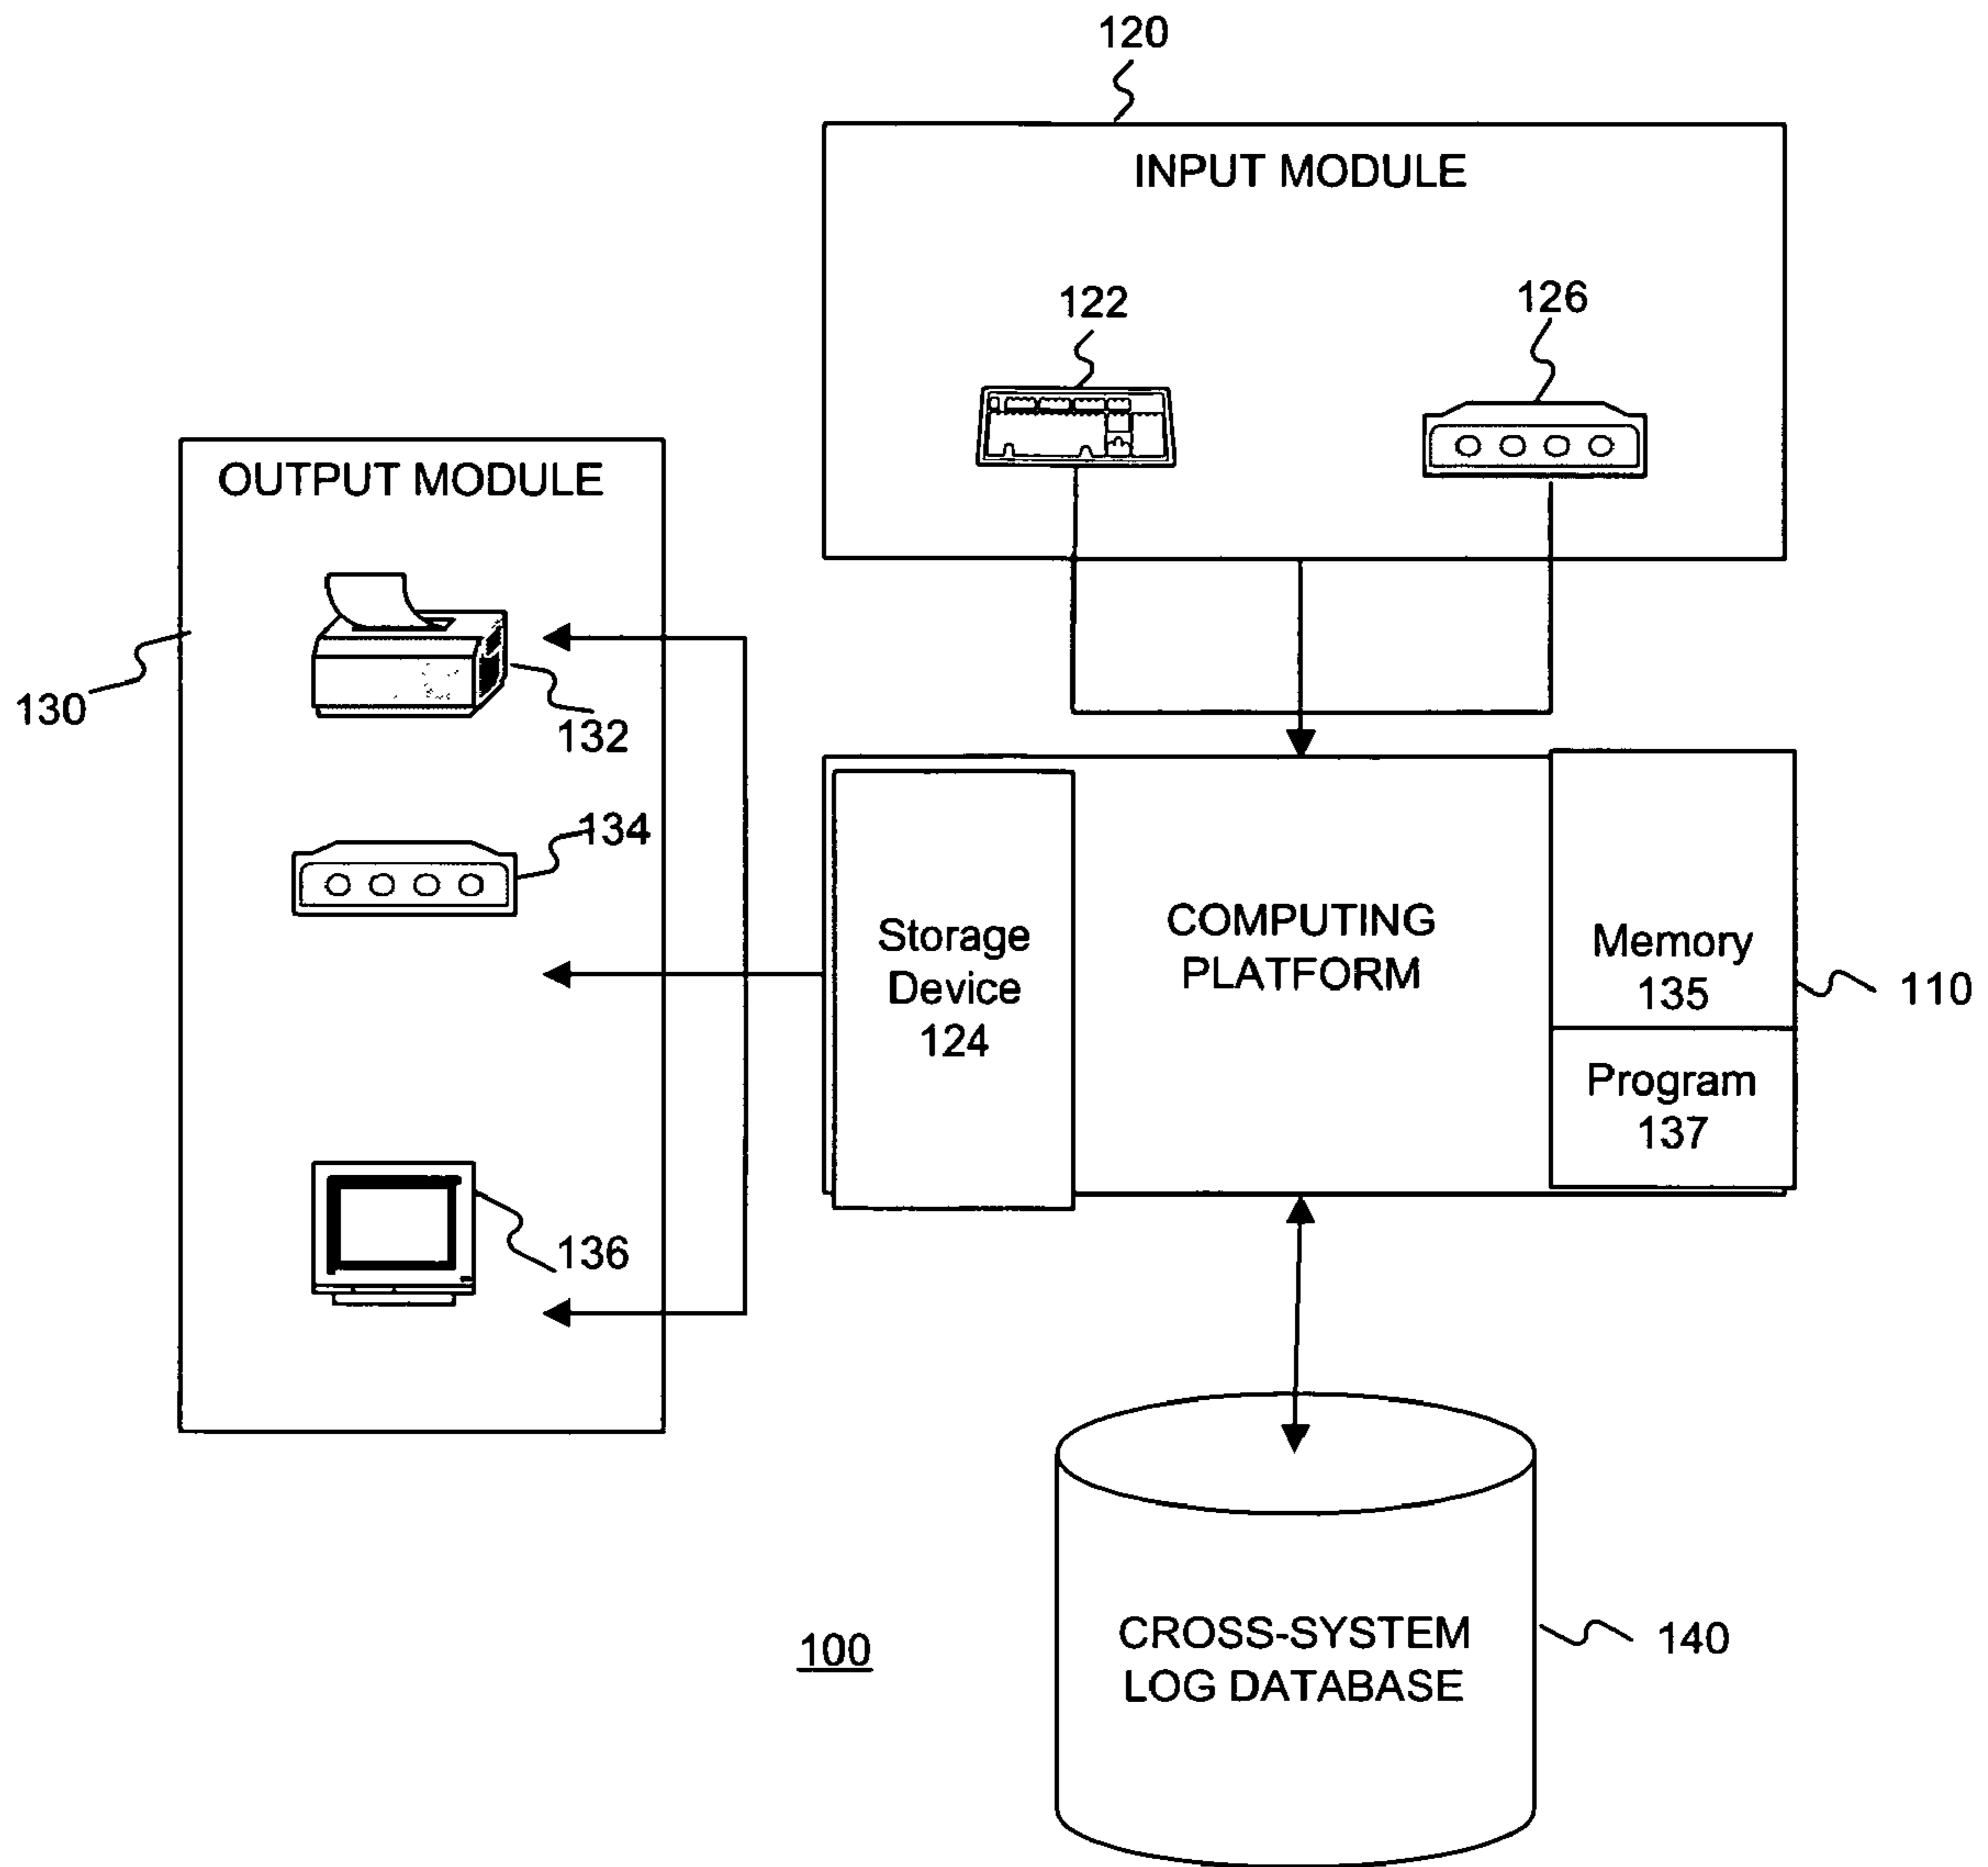 120
INPUT MODULE
122
126
OUTPUT MODULE
130
132
134
136
Storage
Device
124
COMPUTING
PLATFORM
Memory
135
Program
137
110
100
CROSS-SYSTEM
LOG DATABASE
140